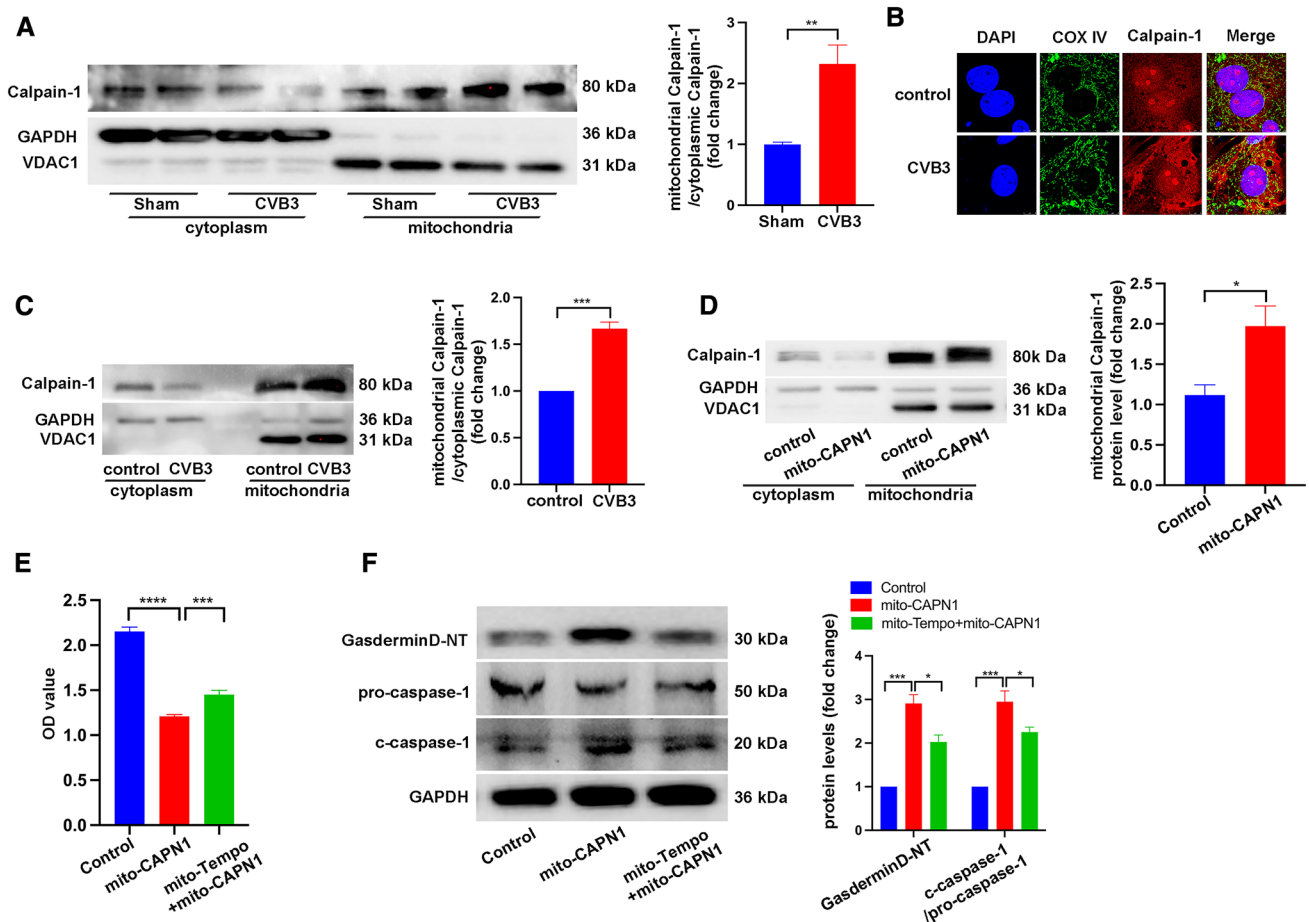 A
Calpain-1
80 kDa
GAPDH
36 kDa
VDAC1
31 kDa
Sham
CVB3
Sham
CVB3
cytoplasm
mitochondria
mitochondrial Calpain-1
/cytoplasmic Calpain-1
(fold change)
3
2
1
0
**
Sham
CVB3
B
DAPI
COX IV
Calpain-1
Merge
control
CVB3
C
Calpain-1
80 kDa
GAPDH
36 kDa
VDAC1
31 kDa
control CVB3
control CVB3
cytoplasm
mitochondria
mitochondrial Calpain-1
/cytoplasmic Calpain-1
(fold change)
2.0
1.5
1.0
0.5
0.0
***
control
CVB3
D
Calpain-1
80k Da
GAPDH
36 kDa
VDAC1
31 kDa
control
mito-CAPN1
control
mito-CAPN1
cytoplasm
mitochondria
mitochondrial Calpain-1
protein level (fold change)
2.5
2.0
1.5
1.0
0.5
0.0
*
Control
mito-CAPN1
E
OD value
2.5
2.0
1.5
1.0
0.5
0.0
****
***
Control
mito-CAPN1
mito-Tempo
+mito-CAPN1
F
GasderminD-NT
30 kDa
pro-caspase-1
50 kDa
c-caspase-1
20 kDa
GAPDH
36 kDa
Control
mito-CAPN1
mito-Tempo
+mito-CAPN1
Control
mito-CAPN1
mito-Tempo+mito-CAPN1
protein levels (fold change)
4
3
2
1
0
***
*
***
*
GasderminD-NT
c-caspase-1
/pro-caspase-1